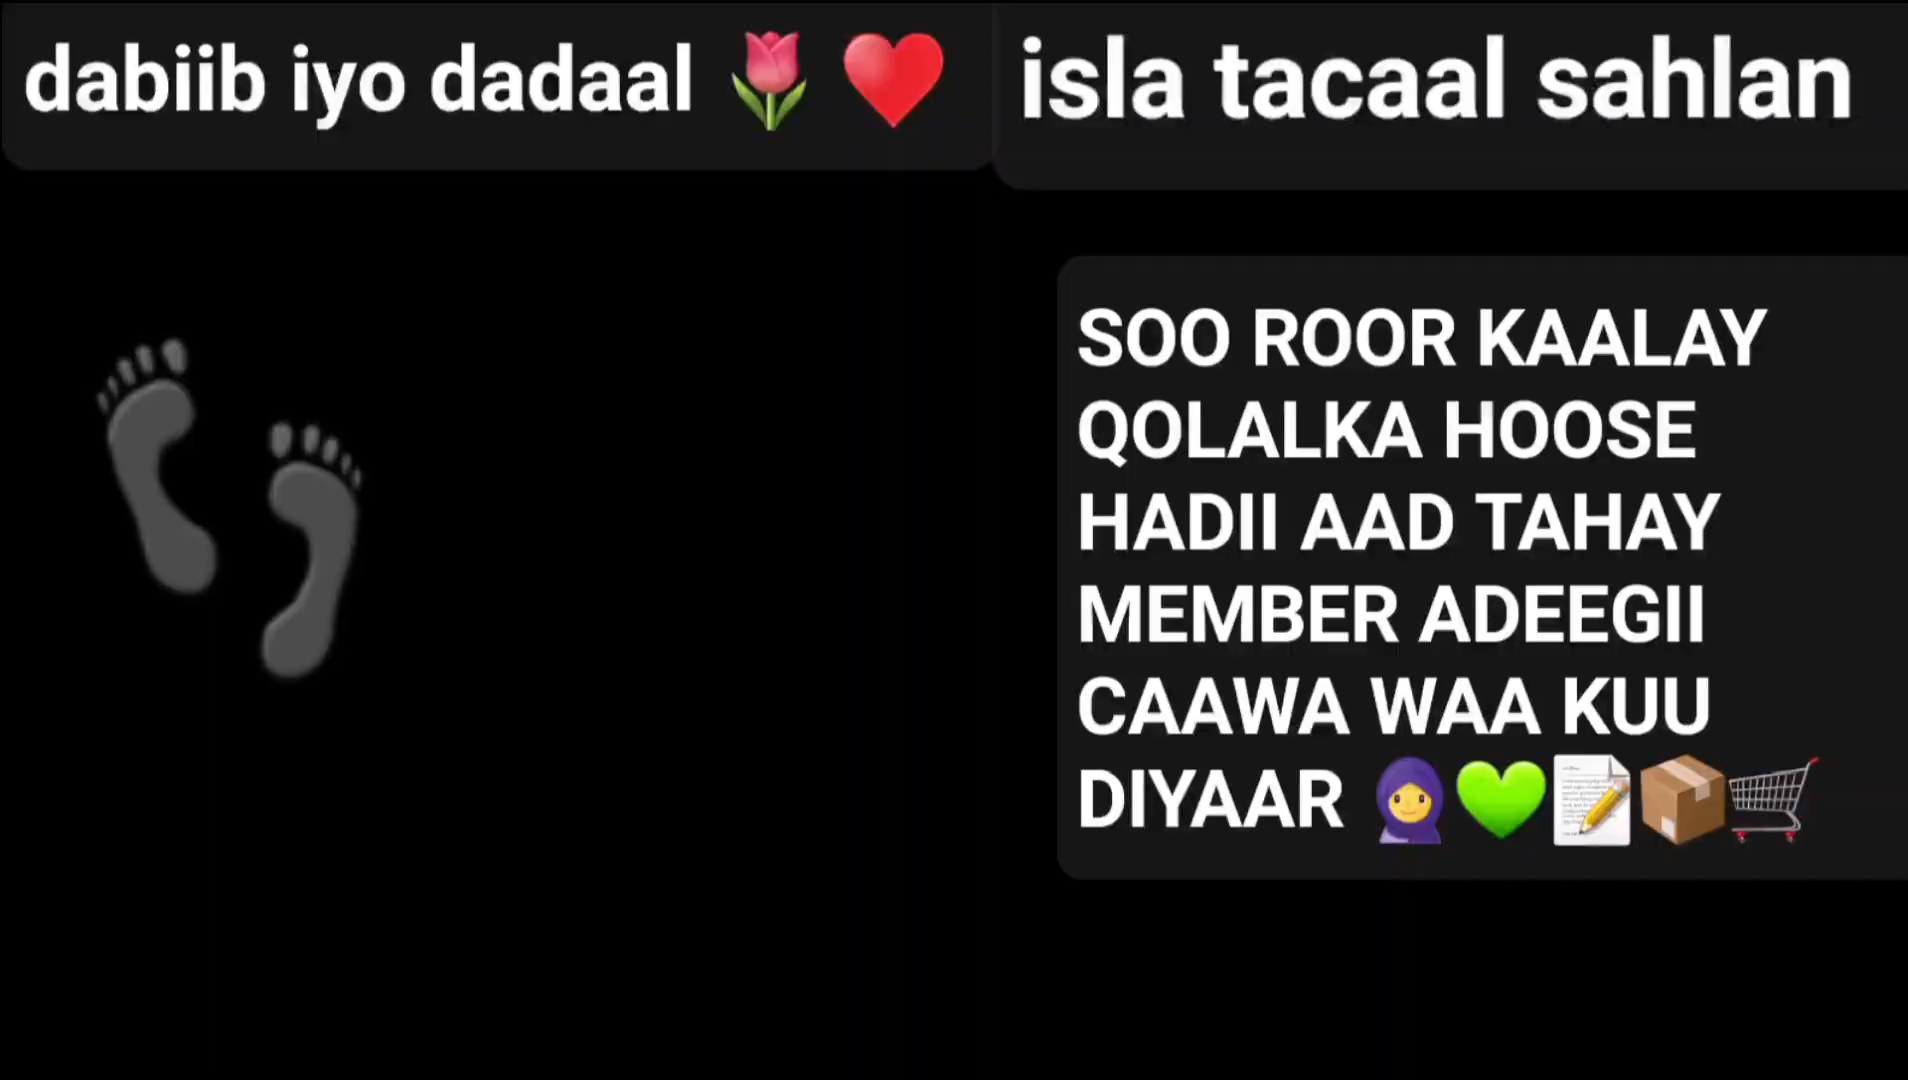 dabiib iyo dadaal 🌷 ♥️
isla tacaal sahlan
SOO ROOR KAALAY
QOLALKA HOOSE
HADII AAD TAHAY
MEMBER ADEEGII
CAAWA WAA KUU
DIYAAR 🧕💚📝📦🛒